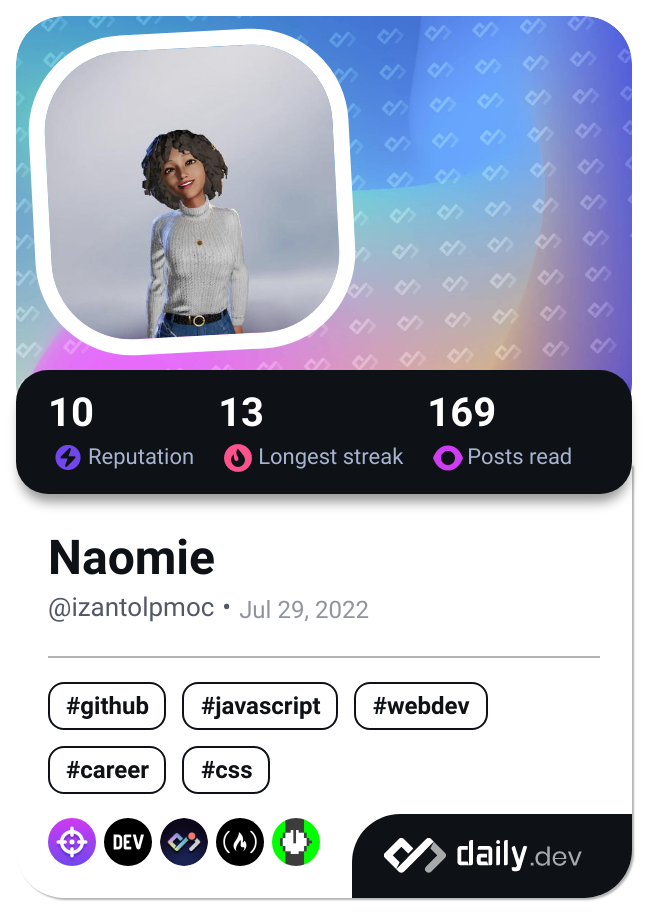 10 13 169
Reputation Longest streak Posts read
Naomie
@izantolpmoc • Jul 29, 2022
#github #javascript #webdev
#career #css
DEV
daily.dev